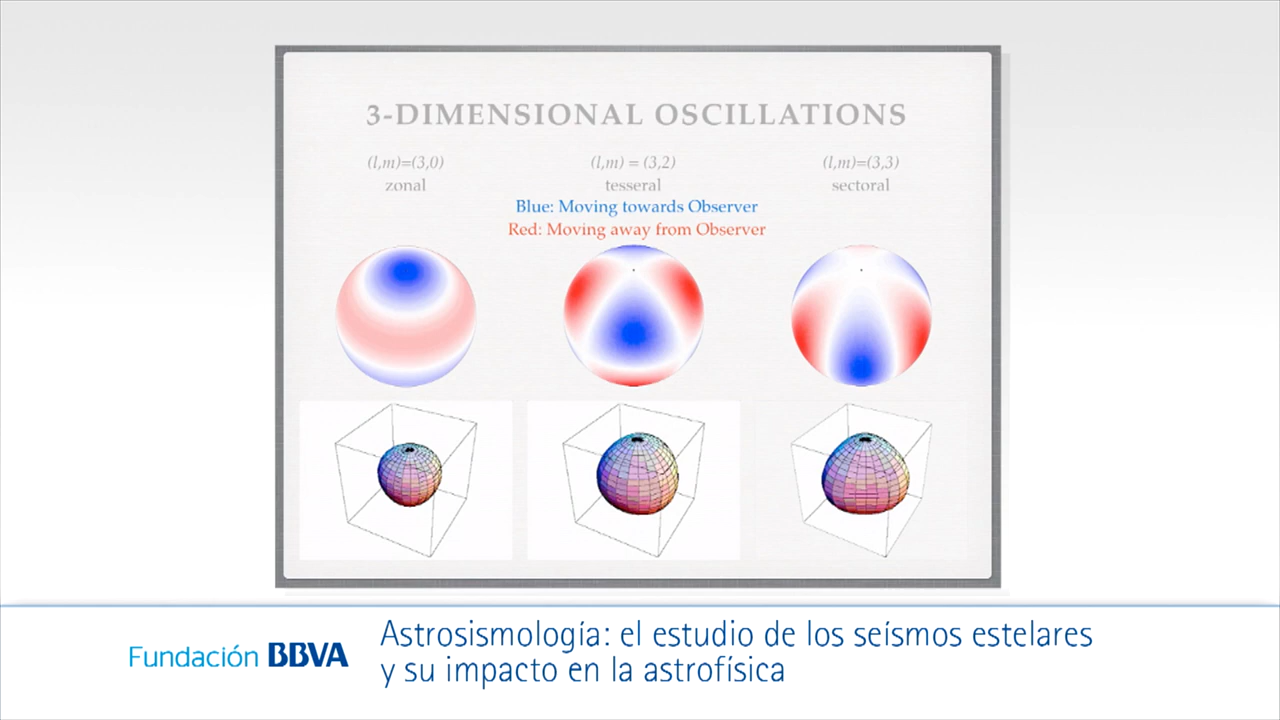 3-DIMENSIONAL OSCILLATIONS
(l,m)=(3,0)
zonal
(l,m) = (3,2)
tesseral
(l,m)=(3,3)
sectoral
Blue: Moving towards Observer
Red: Moving away from Observer
Fundación BBVA
Astrosismología: el estudio de los seísmos estelares
y su impacto en la astrofísica